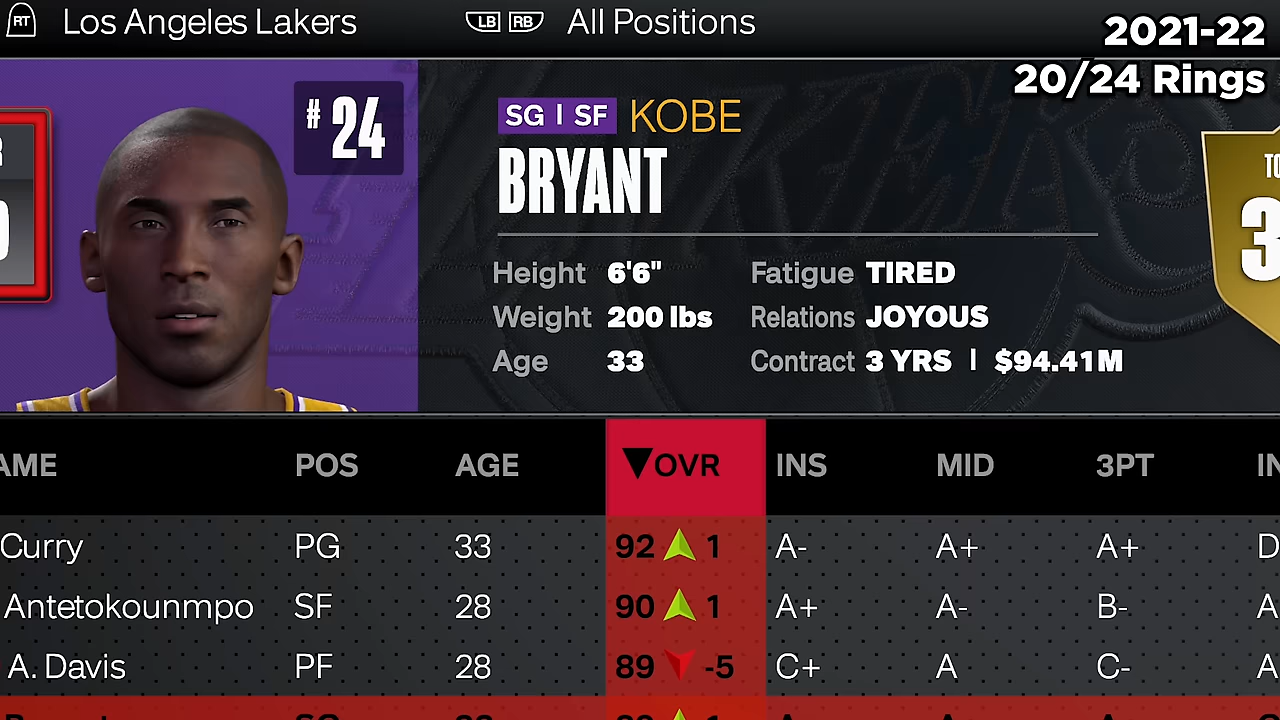 RT Los Angeles Lakers LB RB All Positions
2021-22
20/24 Rings
# 24
SG | SF KOBE
BRYANT
Height 6'6" Fatigue TIRED
Weight 200 lbs Relations JOYOUS
Age 33 Contract 3 YRS | $94.41M
AME POS AGE OVR INS MID 3PT IN
Curry PG 33 92 1 A- A+ A+ D
Antetokounmpo SF 28 90 1 A+ A- B- A
A. Davis PF 28 89 -5 C+ A C- A